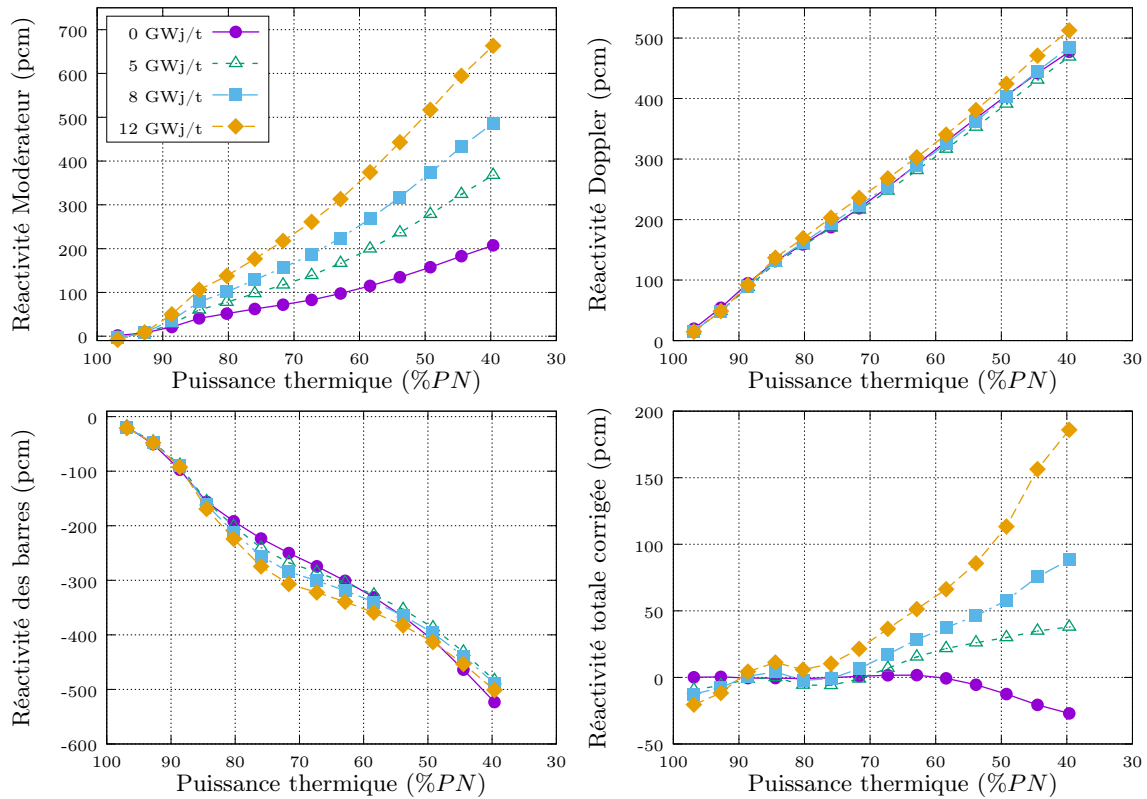 Réactivité Modérateur (pcm)
700
600
500
400
300
200
100
0
0 GWj/t
5 GWj/t
8 GWj/t
12 GWj/t
100 90 80 70 60 50 40 30
Puissance thermique (%PN)
Réactivité Doppler (pcm)
500
400
300
200
100
0
100 90 80 70 60 50 40 30
Puissance thermique (%PN)
Réactivité des barres (pcm)
0
-100
-200
-300
-400
-500
-600
100 90 80 70 60 50 40 30
Puissance thermique (%PN)
Réactivité totale corrigée (pcm)
200
150
100
50
0
-50
100 90 80 70 60 50 40 30
Puissance thermique (%PN)